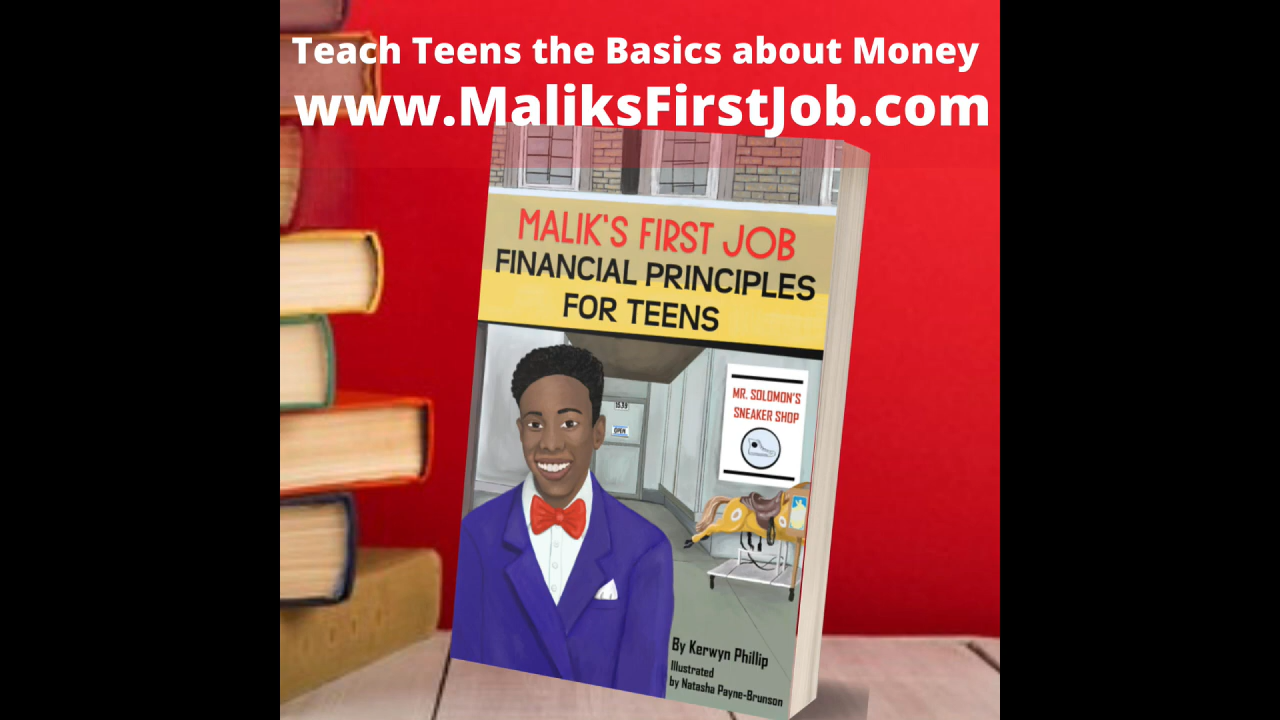 Teach Teens the Basics about Money
www.MaliksFirstJob.com
MALIK'S FIRST JOB
FINANCIAL PRINCIPLES
FOR TEENS
MR. SOLOMON'S
SNEAKER SHOP
OPEN
By Kerwyn Phillip
Illustrated
by Natasha Payne-Brunson